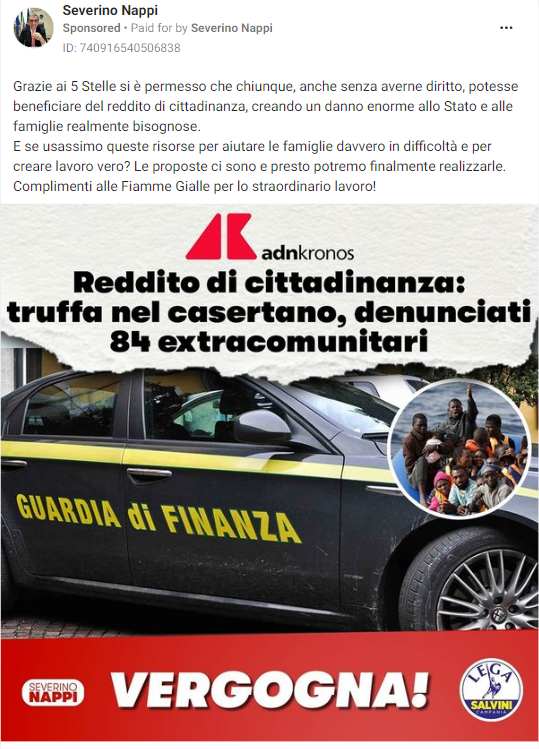 Severino Nappi
Sponsored • Paid for by Severino Nappi
ID: 740916540506838
Grazie ai 5 Stelle si è permesso che chiunque, anche senza averne diritto, potesse
beneficiare del reddito di cittadinanza, creando un danno enorme allo Stato e alle
famiglie realmente bisognose.
E se usassimo queste risorse per aiutare le famiglie davvero in difficoltà e per
creare lavoro vero? Le proposte ci sono e presto potremo finalmente realizzarle.
Complimenti alle Fiamme Gialle per lo straordinario lavoro!
adnkronos
Reddito di cittadinanza:
truffa nel casertano, denunciati
84 extracomunitari
GUARDIA di FINANZA
SEVERINO
NAPPI
VERGOGNA!
LEGA
SALVINI
CAMPANIA